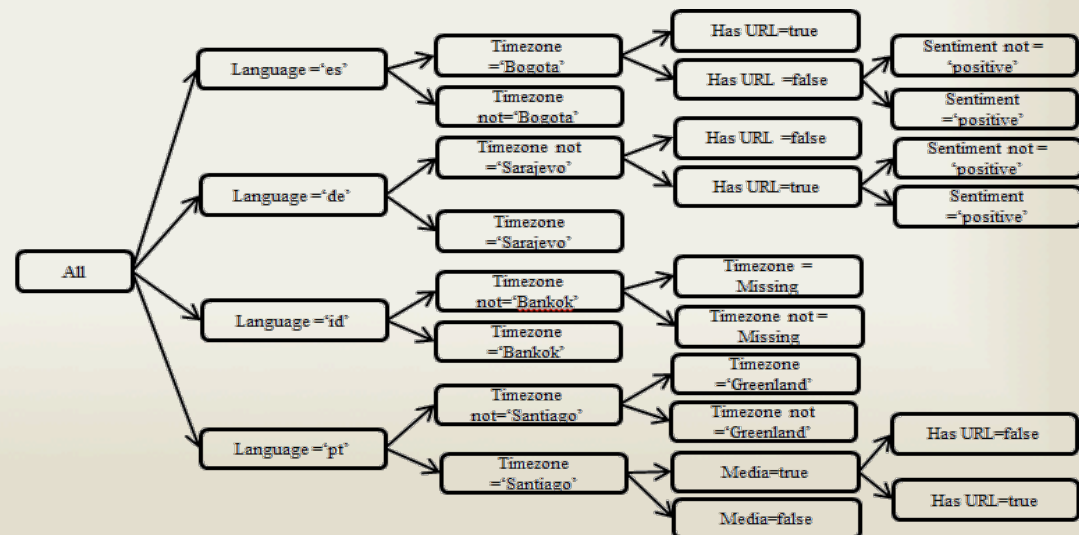 All
Language =‘es’
Timezone
=‘Bogota’
Has URL=true
Has URL =false
Sentiment not =
‘positive’
Sentiment
=‘positive’
Timezone
not=‘Bogota’
Language =‘de’
Timezone not
=‘Sarajevo’
Has URL =false
Has URL=true
Sentiment not =
‘positive’
Sentiment
=‘positive’
Timezone
=‘Sarajevo’
Language =‘id’
Timezone
not=‘Bankok’
Timezone =
Missing
Timezone not =
Missing
Timezone
=‘Bankok’
Language =‘pt’
Timezone
not=‘Santiago’
Timezone
=‘Greenland’
Timezone not
=‘Greenland’
Timezone
=‘Santiago’
Media=true
Has URL=false
Has URL=true
Media=false